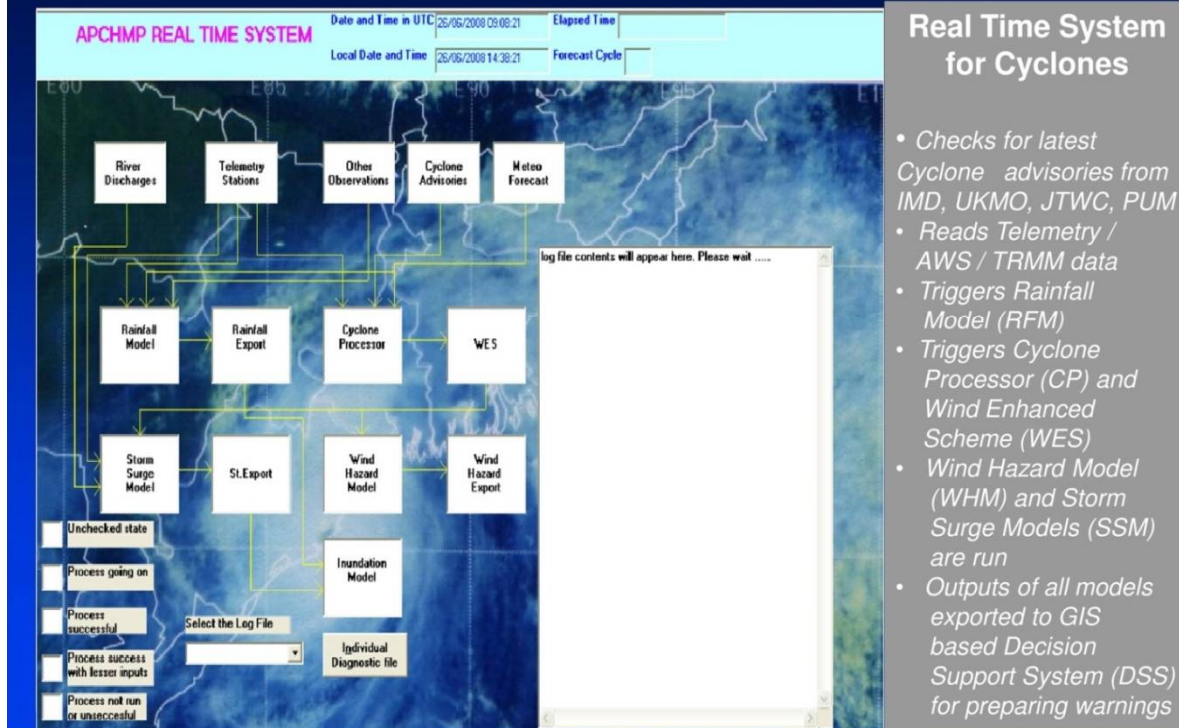 APCHMP REAL TIME SYSTEM
Date and Time in UTC 26/06/2008 09:08:21 Elapsed Time
Local Date and Time 26/06/2008 14:38:21 Forecast Cycle
E80 E85 E90 E95 E1
River
Discharges
Telemetry
Stations
Other
Observations
Cyclone
Advisories
Meteo
Forecast
log file contents will appear here. Please wait .....
Rainfall
Model
Rainfall
Export
Cyclone
Processor
WES
Storm
Surge
Model
St.Export
Wind
Hazard
Model
Wind
Hazard
Export
Inundation
Model
Unchecked state
Process going on
Process
successful
Process success
with lesser inputs
Process not run
or unseccesful
Select the Log File
Individual
Diagnostic file
Real Time System
for Cyclones
• Checks for latest
Cyclone advisories from
IMD, UKMO, JTWC, PUM
• Reads Telemetry /
AWS / TRMM data
• Triggers Rainfall
Model (RFM)
• Triggers Cyclone
Processor (CP) and
Wind Enhanced
Scheme (WES)
• Wind Hazard Model
(WHM) and Storm
Surge Models (SSM)
are run
• Outputs of all models
exported to GIS
based Decision
Support System (DSS)
for preparing warnings